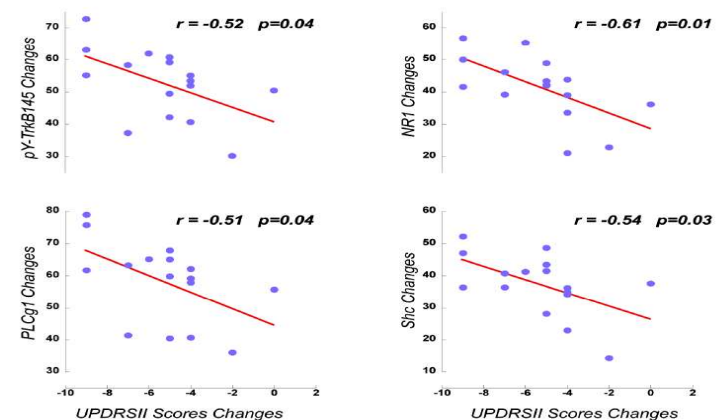 r = -0.52 p=0.04
70
60
50
40
30
pY-TrkB145 Changes
r = -0.61 p=0.01
60
50
40
30
20
NR1 Changes
r = -0.51 p=0.04
80
70
60
50
40
30
PLCg1 Changes
-10 -8 -6 -4 -2 0 2
UPDRSII Scores Changes
r = -0.54 p=0.03
60
50
40
30
20
10
Shc Changes
-10 -8 -6 -4 -2 0 2
UPDRSII Scores Changes